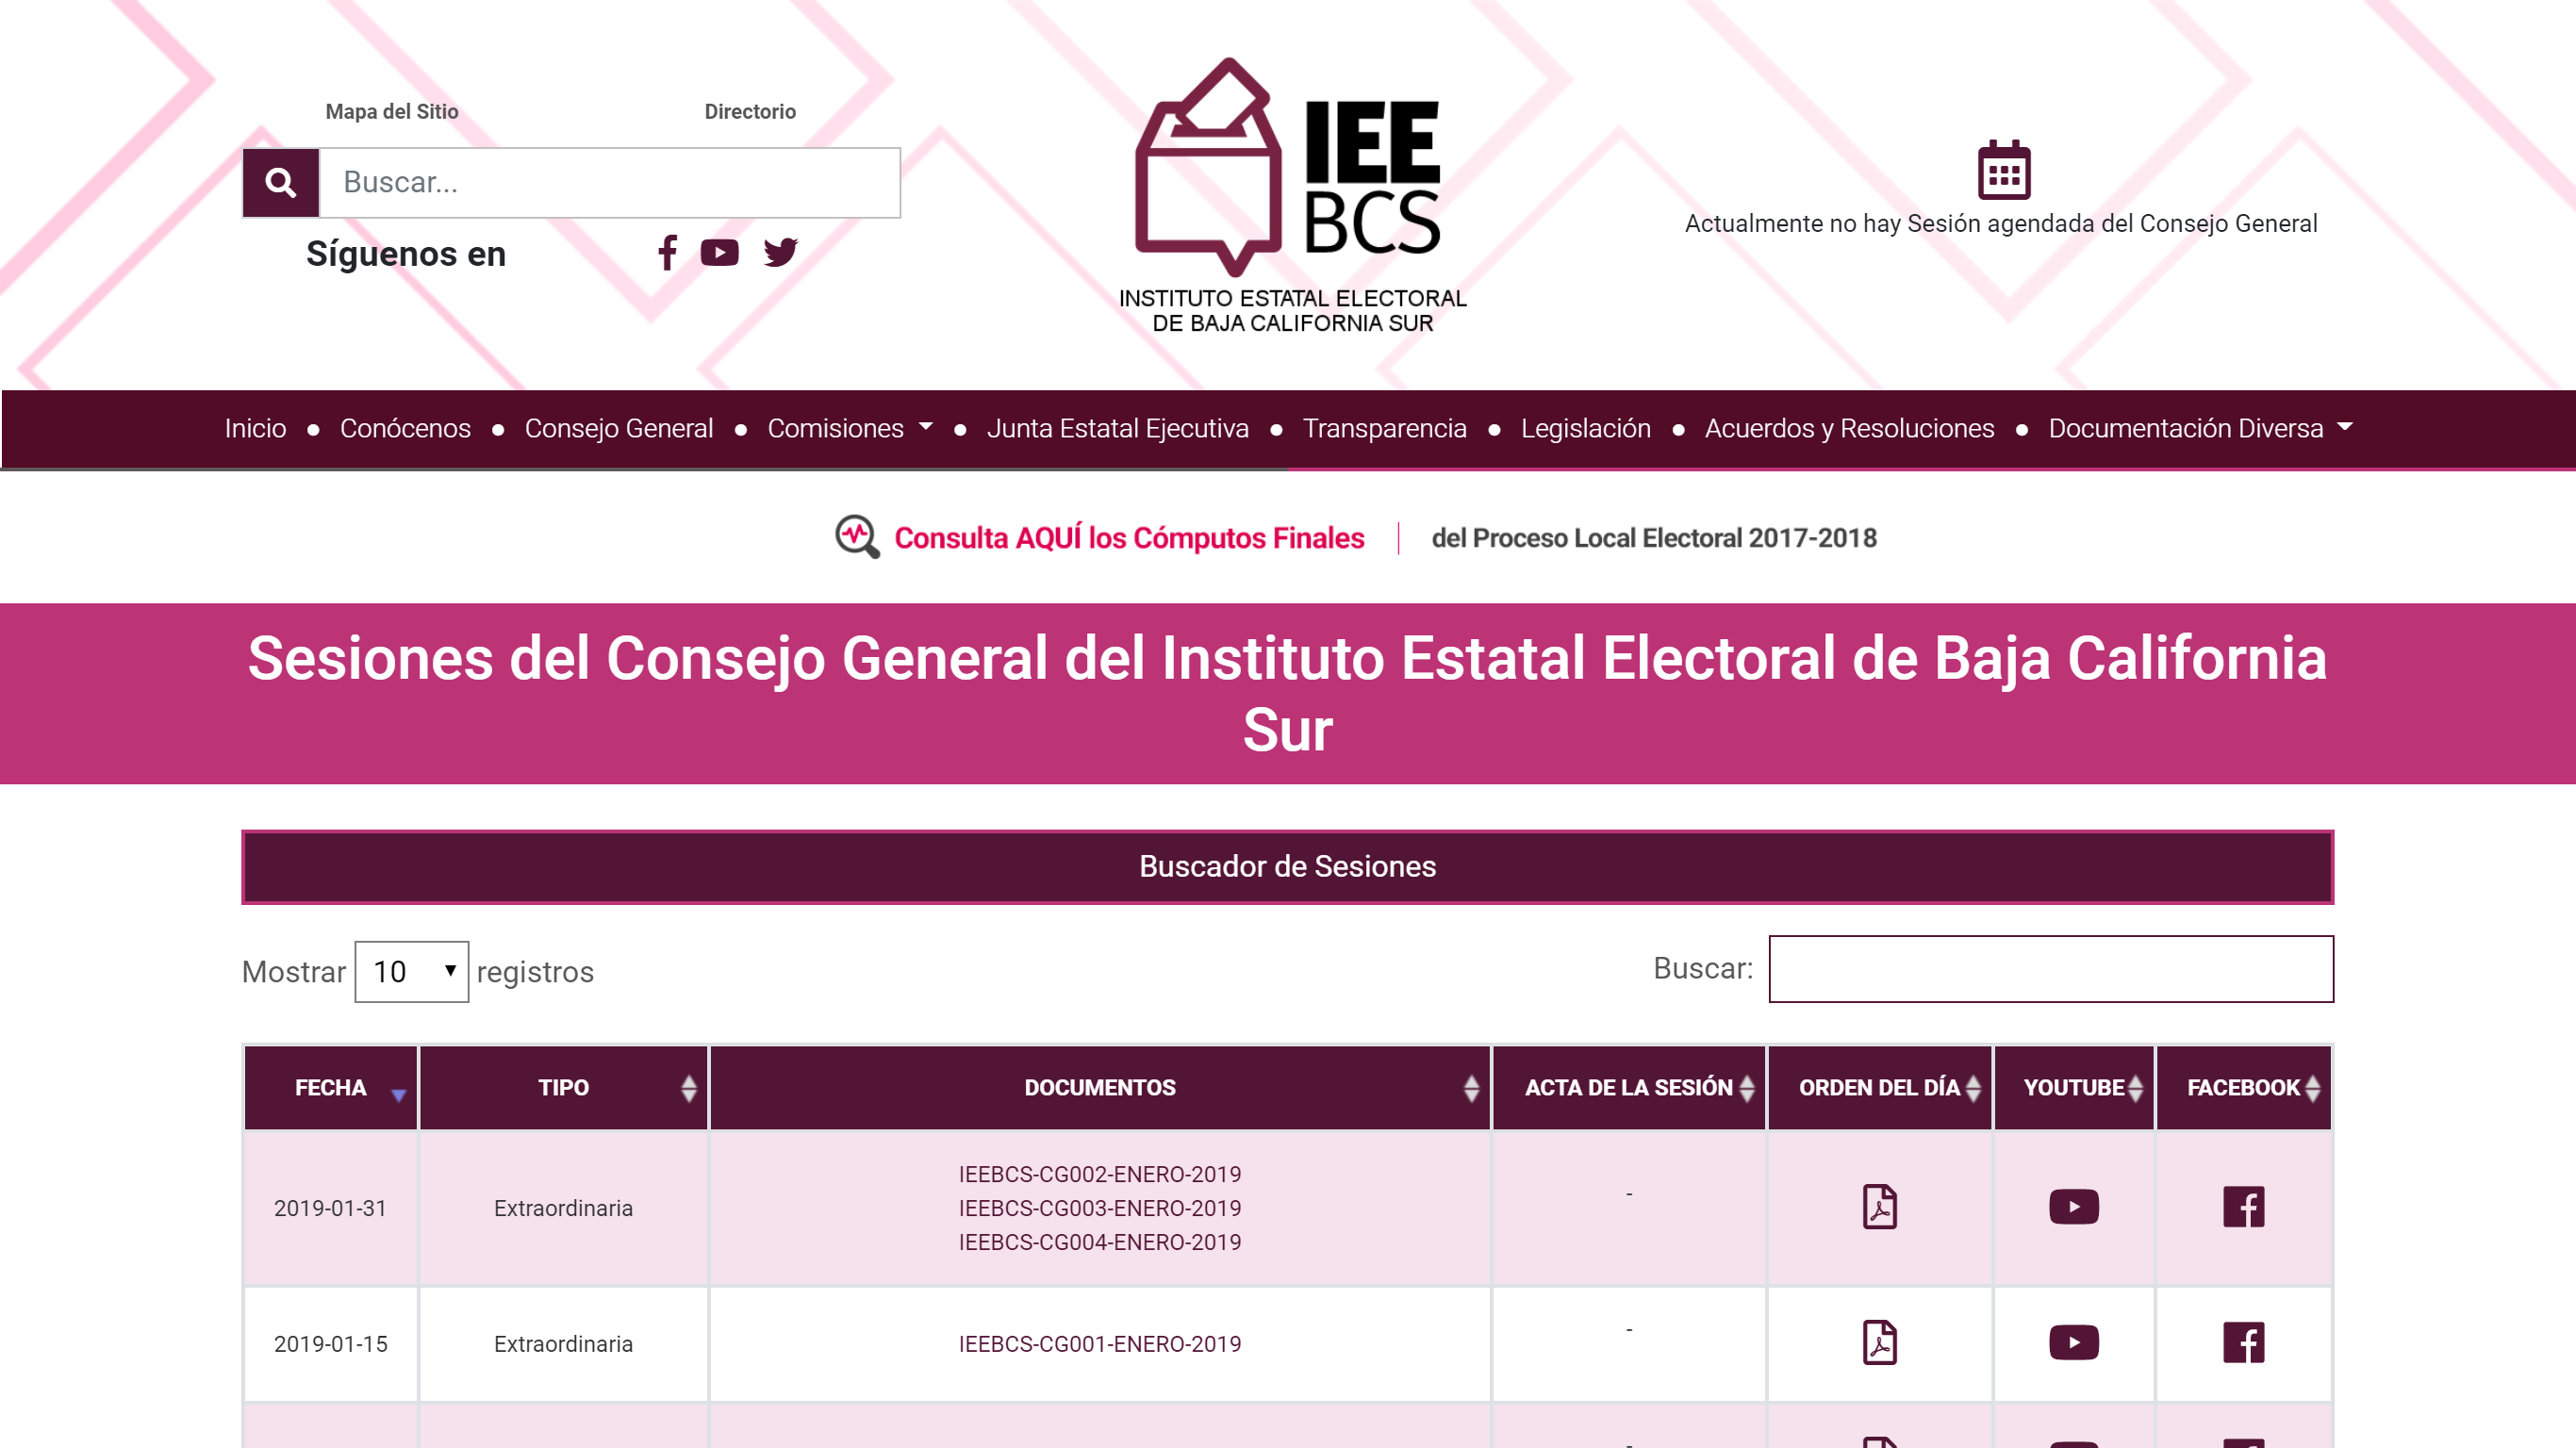 Mapa del Sitio
Directorio
Buscar...
Síguenos en
IEE
BCS
INSTITUTO ESTATAL ELECTORAL
DE BAJA CALIFORNIA SUR
Actualmente no hay Sesión agendada del Consejo General
Inicio ● Conócenos ● Consejo General ● Comisiones ● Junta Estatal Ejecutiva ● Transparencia ● Legislación ● Acuerdos y Resoluciones ● Documentación Diversa
Consulta AQUÍ los Cómputos Finales | del Proceso Local Electoral 2017-2018
Sesiones del Consejo General del Instituto Estatal Electoral de Baja California
Sur
Buscador de Sesiones
Mostrar 10 registros
Buscar:
FECHA TIPO DOCUMENTOS ACTA DE LA SESIÓN ORDEN DEL DÍA YOUTUBE FACEBOOK
2019-01-31 Extraordinaria
IEEBCS-CG002-ENERO-2019
IEEBCS-CG003-ENERO-2019
IEEBCS-CG004-ENERO-2019
-
2019-01-15 Extraordinaria IEEBCS-CG001-ENERO-2019 -
-